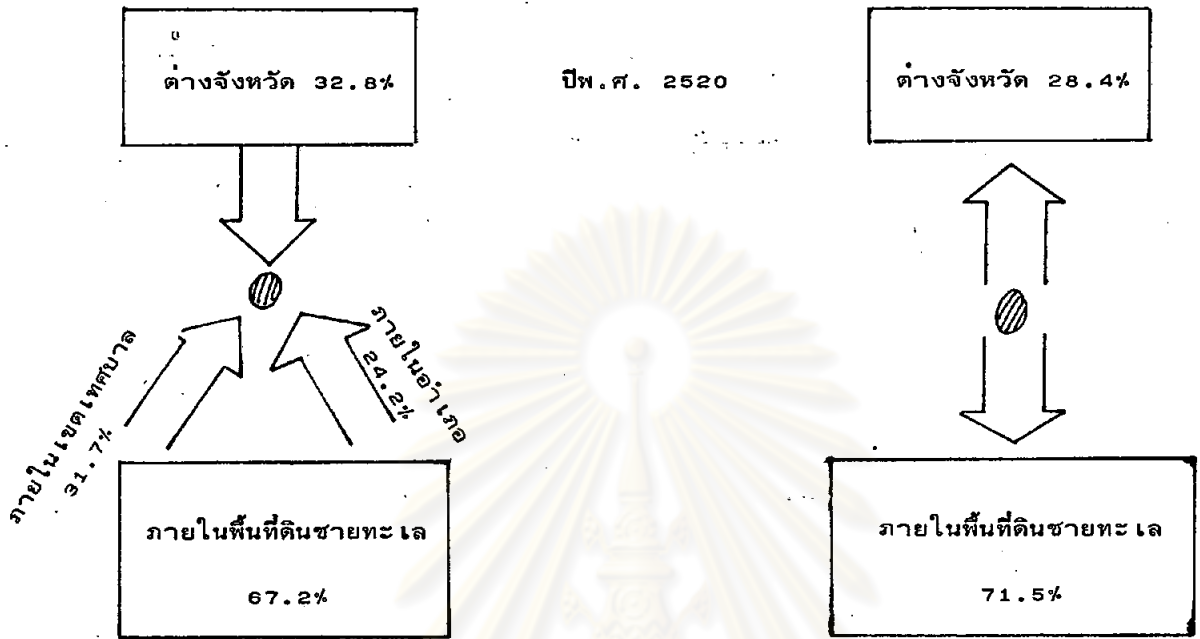 ต่างจังหวัด 32.8%
ปีพ.ศ. 2520
ต่างจังหวัด 28.4%
ภายในเขตเทศบาล
31.7%
ภายในอำเภอ
24.2%
ภายในพื้นที่ดินชายทะเล
67.2%
ภายในพื้นที่ดินชายทะเล
71.5%